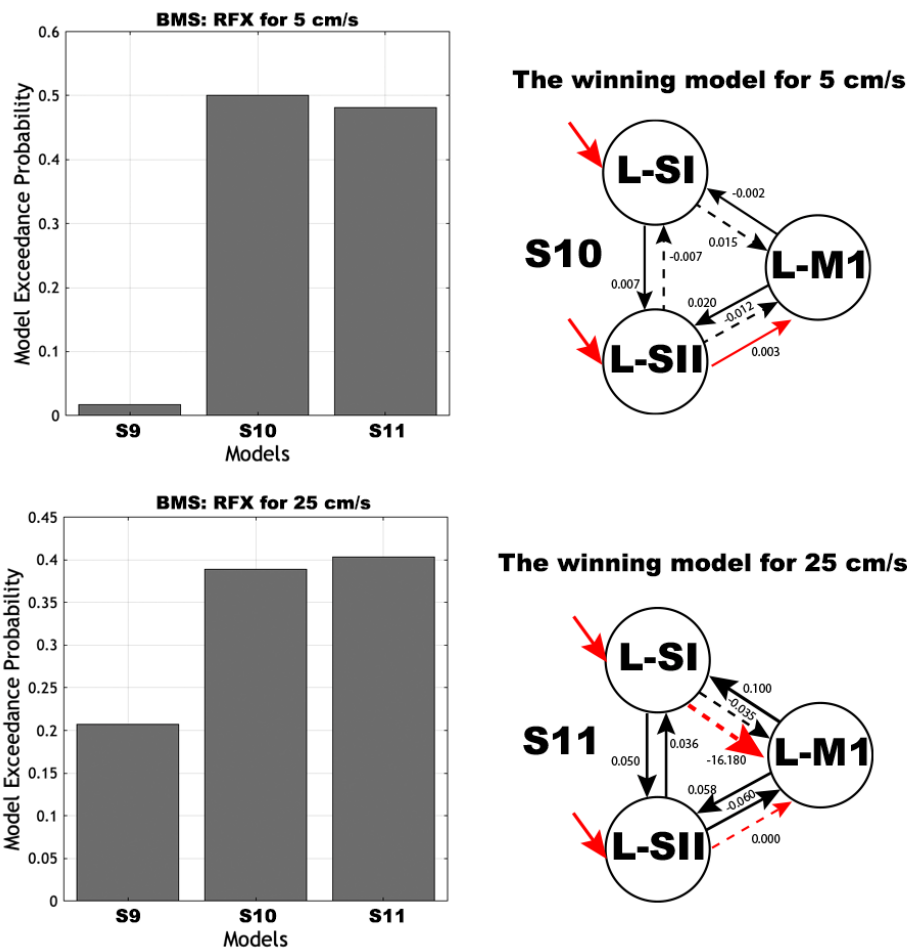 BMS: RFX for 5 cm/s
Model Exceedance Probability
0.6
0.5
0.4
0.3
0.2
0.1
0
S9 S10 S11
Models
The winning model for 5 cm/s
S10
L-SI
L-M1
L-SII
-0.002
0.015
-0.007
0.007
0.020
-0.012
0.003
BMS: RFX for 25 cm/s
Model Exceedance Probability
0.45
0.4
0.35
0.3
0.25
0.2
0.15
0.1
0.05
0
S9 S10 S11
Models
The winning model for 25 cm/s
S11
L-SI
L-M1
L-SII
0.100
-0.035
-16.180
0.036
0.050
0.058
-0.060
0.000